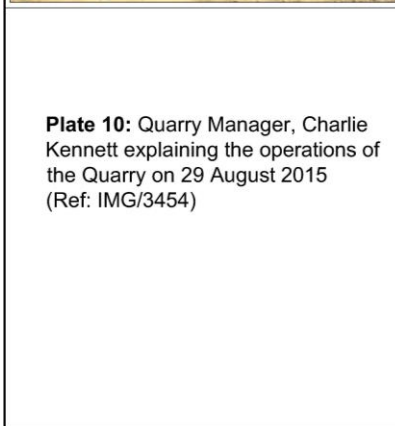 Plate 10: Quarry Manager, Charlie
Kennett explaining the operations of
the Quarry on 29 August 2015
(Ref: IMG/3454)